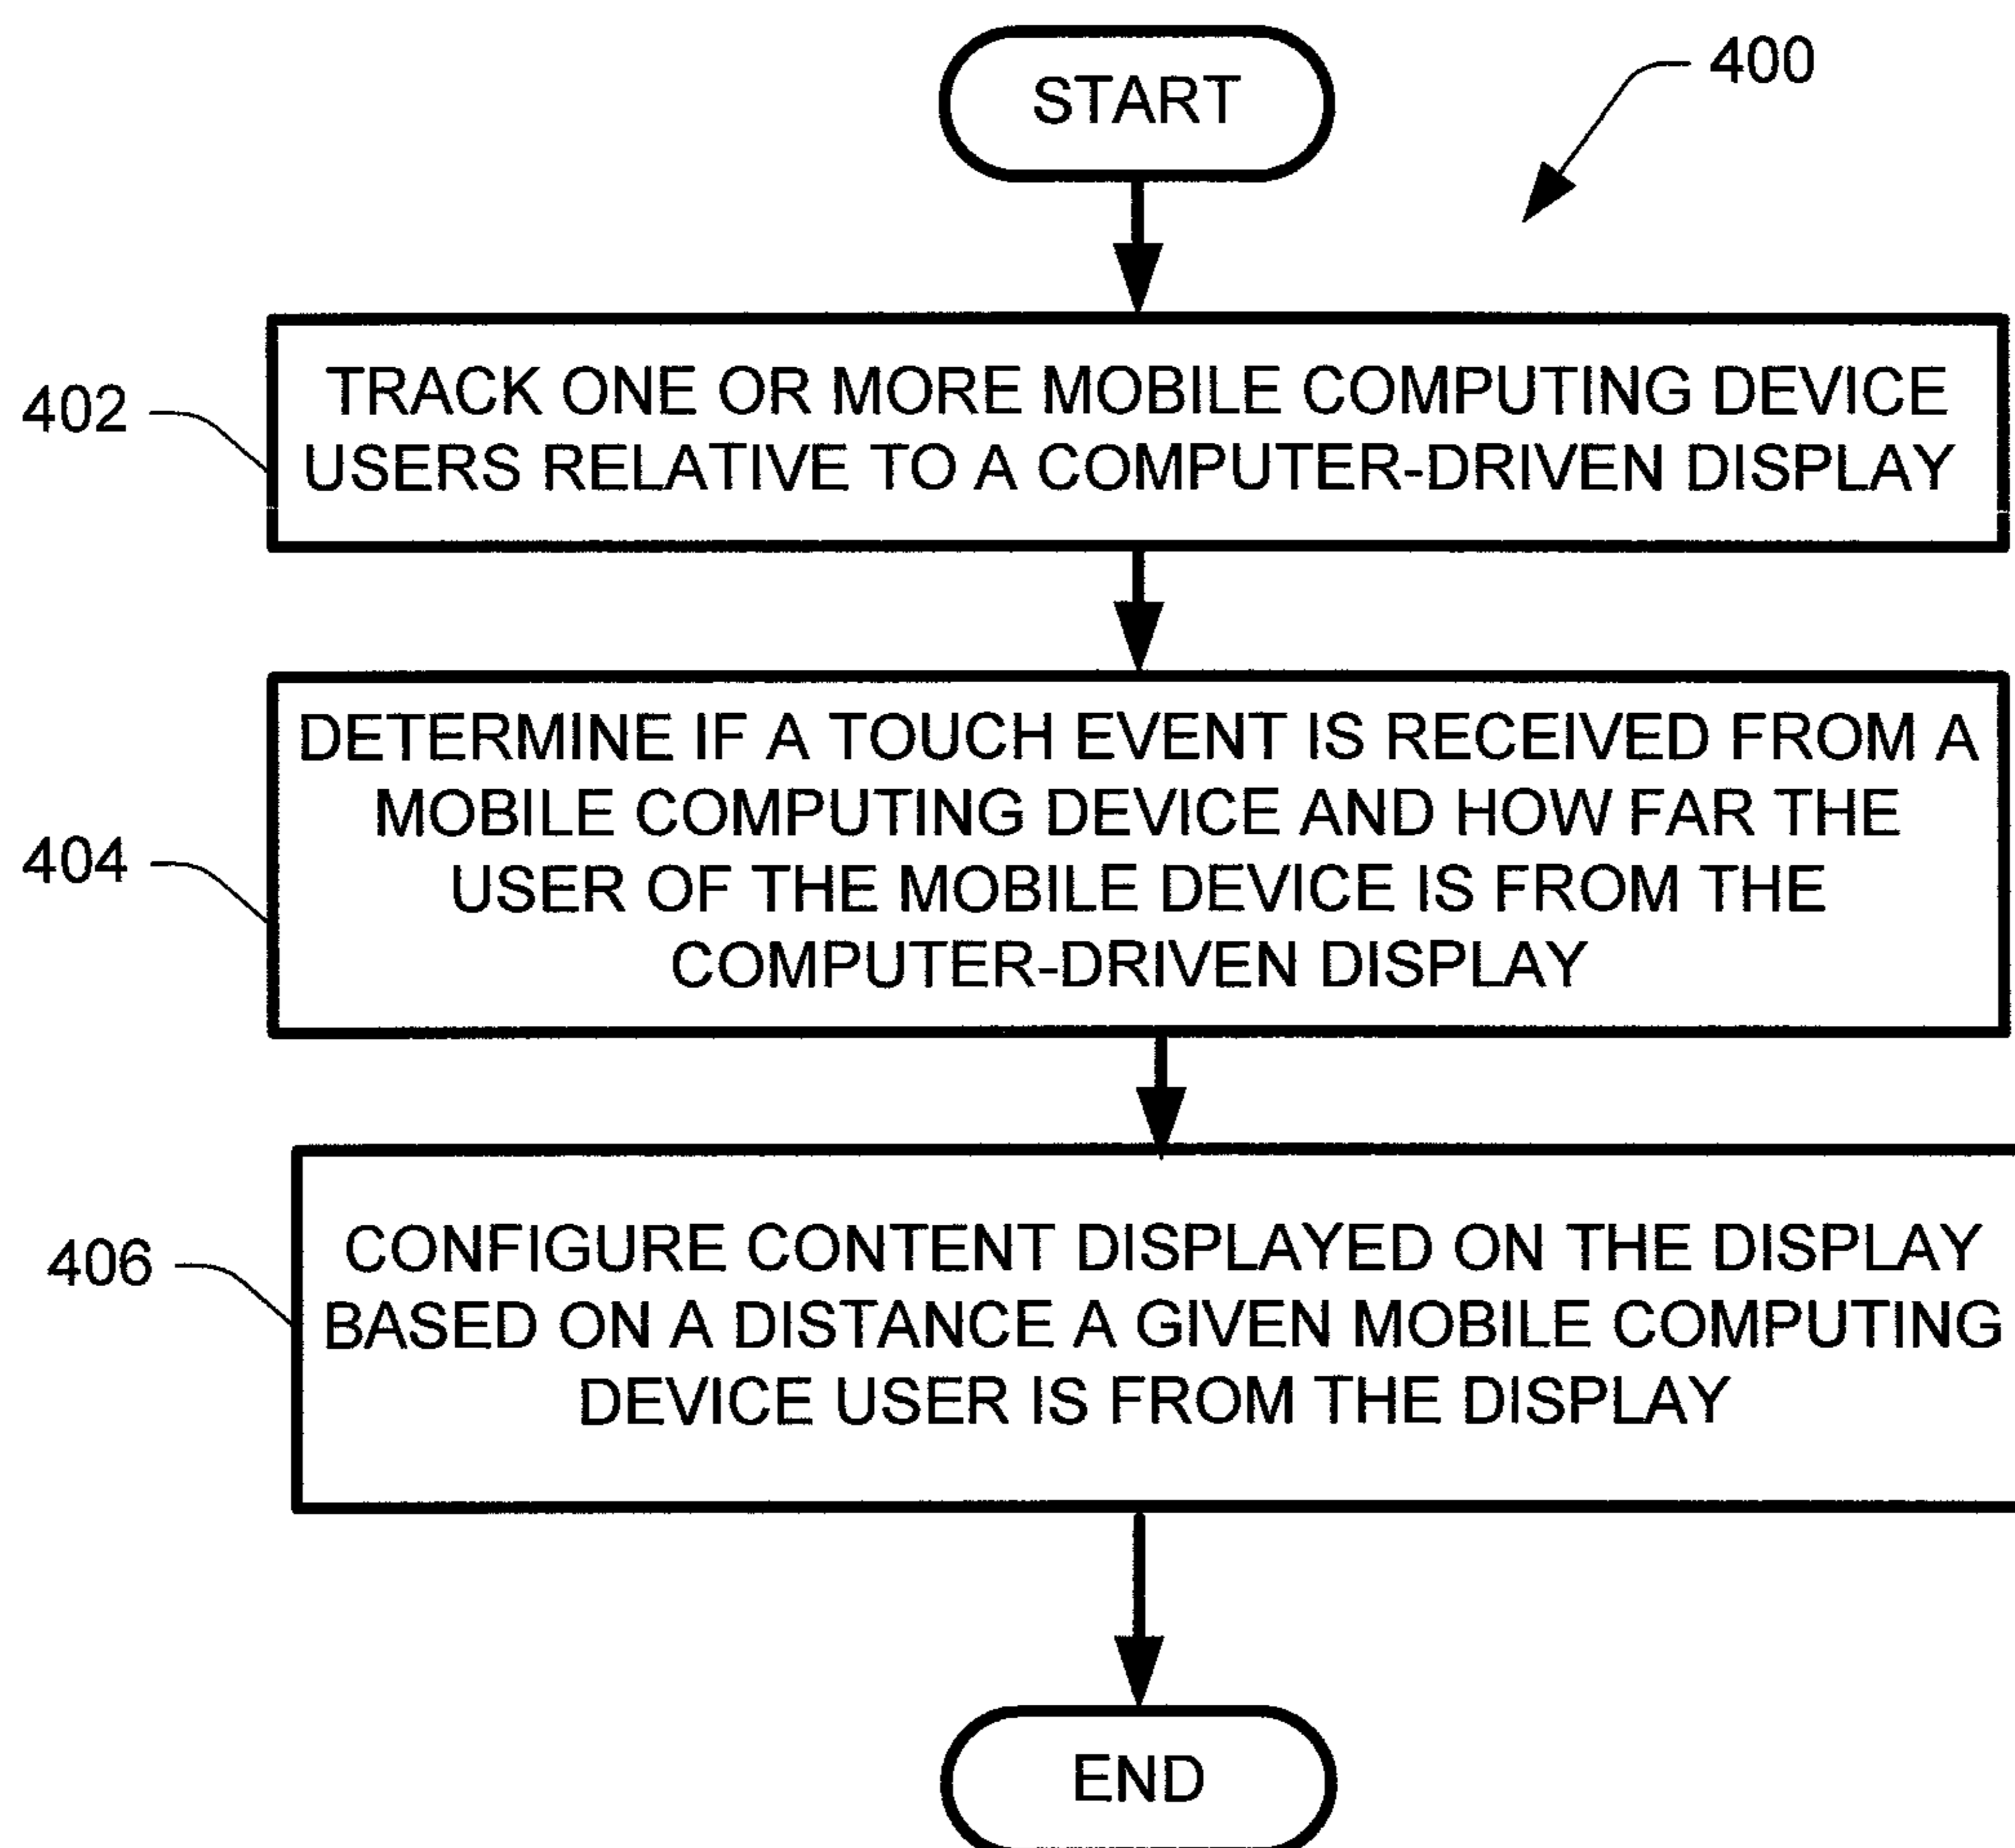 START
400
402
TRACK ONE OR MORE MOBILE COMPUTING DEVICE
USERS RELATIVE TO A COMPUTER-DRIVEN DISPLAY
404
DETERMINE IF A TOUCH EVENT IS RECEIVED FROM A
MOBILE COMPUTING DEVICE AND HOW FAR THE
USER OF THE MOBILE DEVICE IS FROM THE
COMPUTER-DRIVEN DISPLAY
406
CONFIGURE CONTENT DISPLAYED ON THE DISPLAY
BASED ON A DISTANCE A GIVEN MOBILE COMPUTING
DEVICE USER IS FROM THE DISPLAY
END